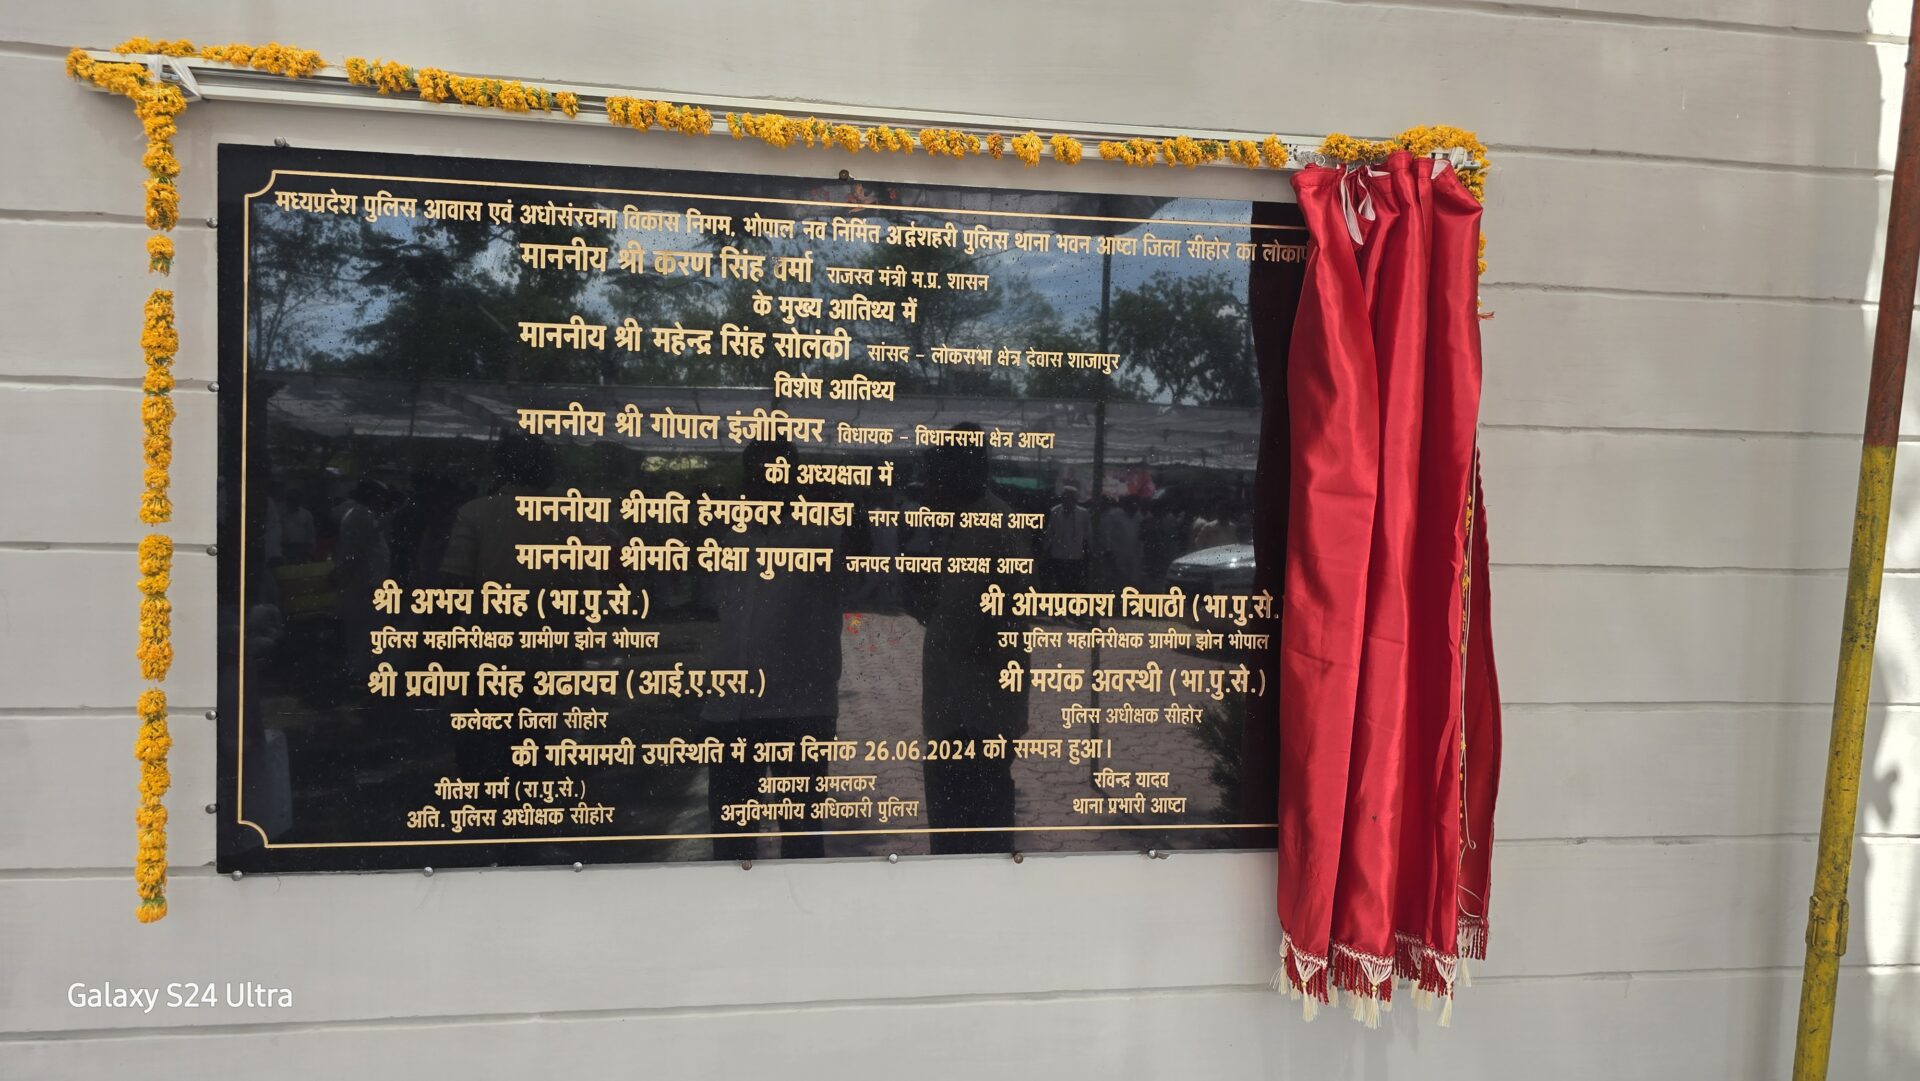 मध्यप्रदेश पुलिस आवास एवं अधोसंरचना विकास निगम, भोपाल नव निर्मित अर्द्वशहरी पुलिस थाना भवन आष्टा जिला सीहोर का
माननीय श्री करण सिंह वर्मा राजस्व मंत्री म.प्र. शासन
के मुख्य आतिथ्य में
माननीय श्री महेन्द्र सिंह सोलंकी सांसद - लोकसभा क्षेत्र देवास शाजापुर
विशेष आतिथ्य
माननीय श्री गोपाल इंजीनियर विधायक - विधानसभा क्षेत्र आष्टा
की अध्यक्षता में
माननीया श्रीमति हेमकुंवर मेवाडा नगर पालिका अध्यक्ष आष्टा
माननीया श्रीमति दीक्षा गुणवान जनपद पंचायत अध्यक्ष आष्टा
श्री अभय सिंह (भा.पु.से.) श्री ओमप्रकाश त्रिपाठी (भा.पु.से.
पुलिस महानिरीक्षक ग्रामीण झोन भोपाल उप पुलिस महानिरीक्षक ग्रामीण झोन भोपाल
श्री प्रवीण सिंह अढायच (आई.ए.एस.) श्री मयंक अवस्थी (भा.पु.से.)
कलेक्टर जिला सीहोर पुलिस अधीक्षक सीहोर
की गरिमामयी उपस्थिति में आज दिनांक 26.06.2024 को सम्पन्न हुआ।
गीतेश गर्ग (रा.पु.से.) आकाश अमलकर रविन्द्र यादव
अति. पुलिस अधीक्षक सीहोर अनुविभागीय अधिकारी पुलिस थाना प्रभारी आष्टा
Galaxy S24 Ultra